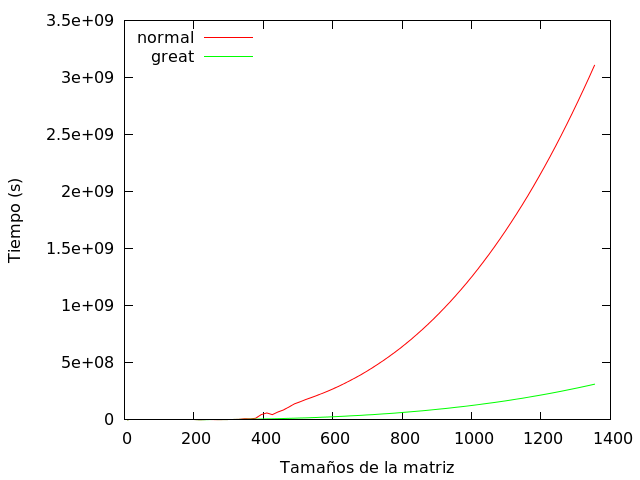 3.5e+09
3e+09
2.5e+09
2e+09
1.5e+09
1e+09
5e+08
0
normal
great
Tiempo (s)
0 200 400 600 800 1000 1200 1400
Tamaños de la matriz